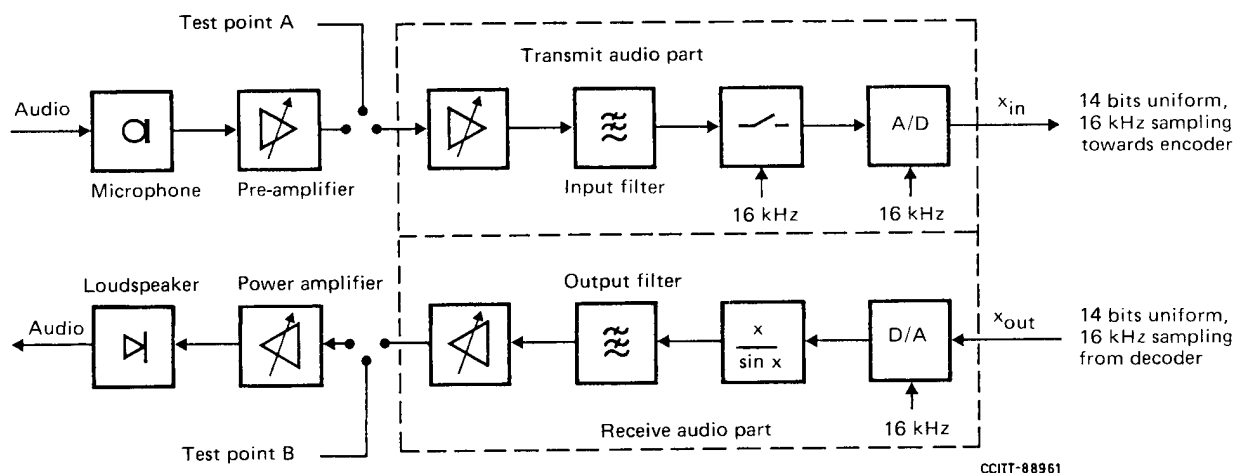 Test point A
Transmit audio part
Audio
Microphone
Pre-amplifier
Input filter
16 kHz
A/D
16 kHz
x_in
14 bits uniform,
16 kHz sampling
towards encoder
Loudspeaker
Power amplifier
Output filter
Audio
x
sin x
D/A
16 kHz
x_out
14 bits uniform,
16 kHz sampling
from decoder
Test point B
Receive audio part
CCITT-88961